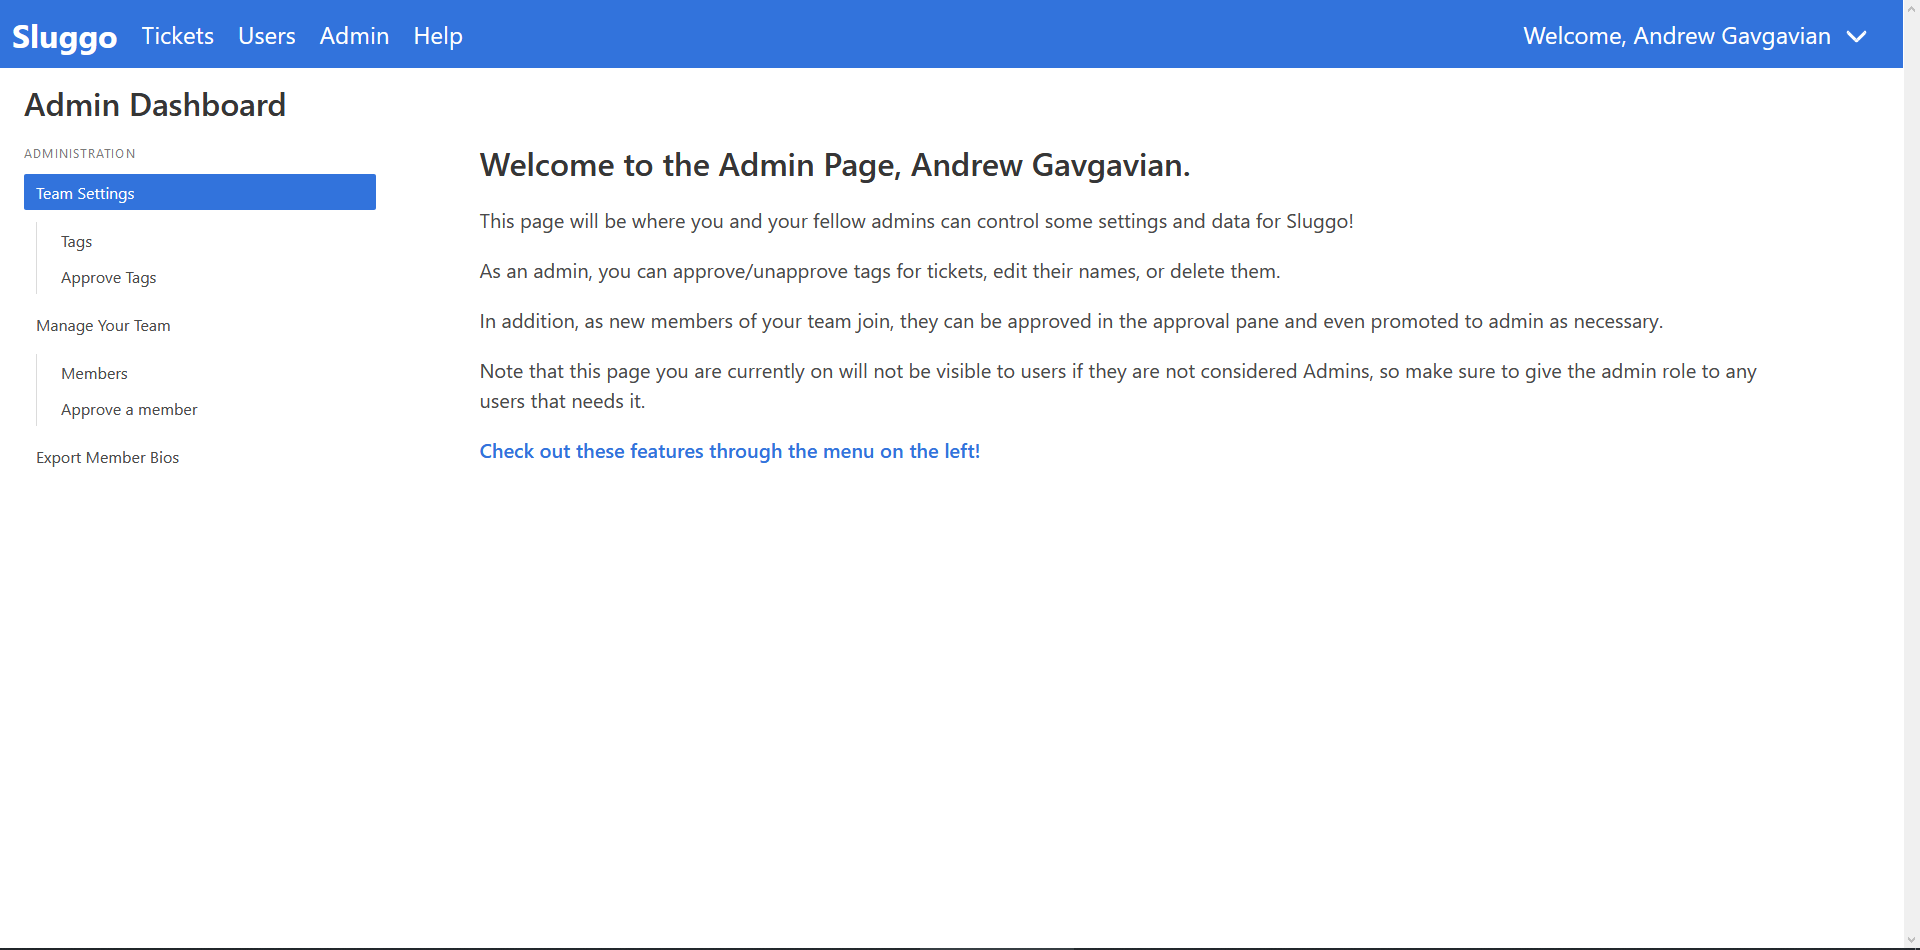 Sluggo Tickets Users Admin Help Welcome, Andrew Gavgavian
Admin Dashboard
ADMINISTRATION
Team Settings
Tags
Approve Tags
Manage Your Team
Members
Approve a member
Export Member Bios
Welcome to the Admin Page, Andrew Gavgavian.
This page will be where you and your fellow admins can control some settings and data for Sluggo!
As an admin, you can approve/unapprove tags for tickets, edit their names, or delete them.
In addition, as new members of your team join, they can be approved in the approval pane and even promoted to admin as necessary.
Note that this page you are currently on will not be visible to users if they are not considered Admins, so make sure to give the admin role to any
users that needs it.
Check out these features through the menu on the left!